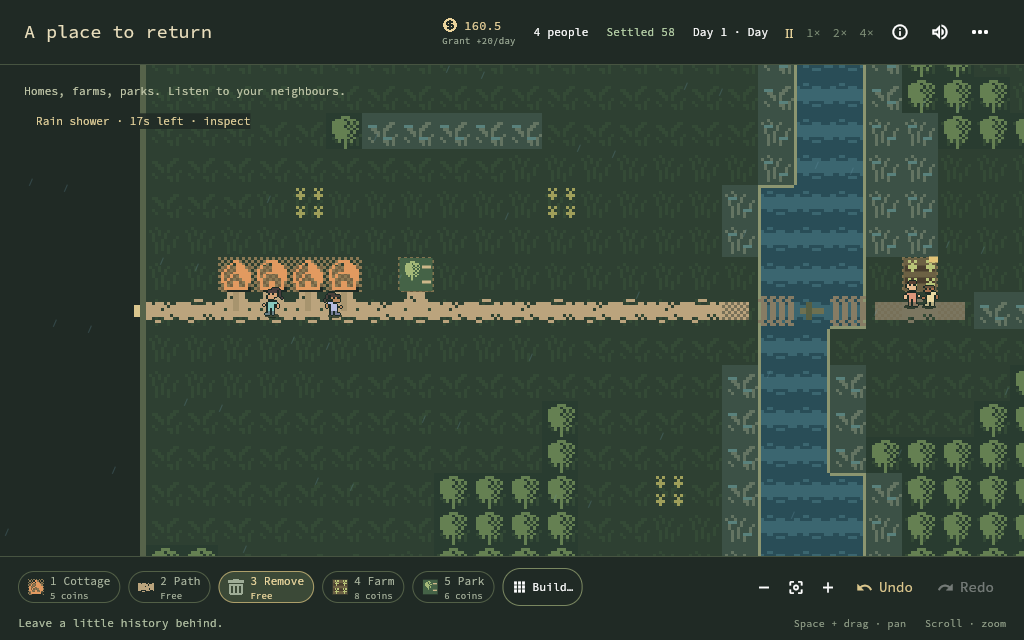 A place to return
160.5
Grant +20/day
4 people
Settled 58
Day 1 · Day
1×
2×
4×
Homes, farms, parks. Listen to your neighbours.
Rain shower · 17s left · inspect
1 Cottage
5 coins
2 Path
Free
3 Remove
Free
4 Farm
8 coins
5 Park
6 coins
Build…
Undo
Redo
Leave a little history behind.
Space + drag · pan
Scroll · zoom